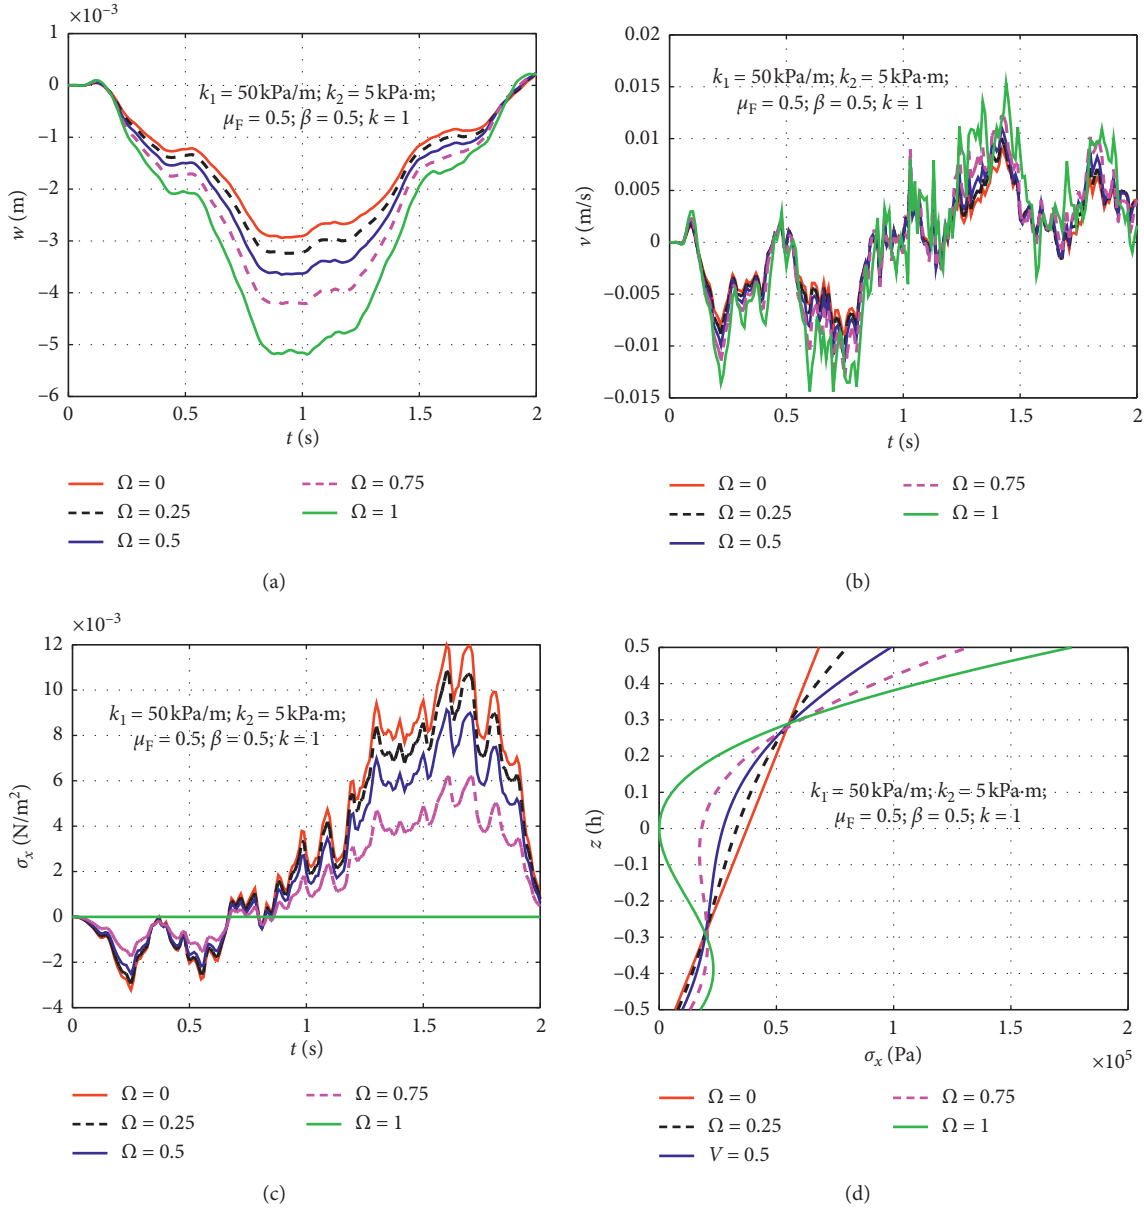 ×10⁻³
1
0
−1
−2
−3
−4
−5
−6
w (m)
k₁ = 50 kPa/m; k₂ = 5 kPa·m;
μF = 0.5; β = 0.5; k = 1
0 0.5 1 1.5 2
t (s)
Ω = 0
Ω = 0.25
Ω = 0.5
Ω = 0.75
Ω = 1
(a)
0.02
0.015
0.01
0.005
0
−0.005
−0.01
−0.015
v (m/s)
k₁ = 50 kPa/m; k₂ = 5 kPa·m;
μF = 0.5; β = 0.5; k = 1
0 0.5 1 1.5 2
t (s)
Ω = 0
Ω = 0.25
Ω = 0.5
Ω = 0.75
Ω = 1
(b)
×10⁻³
12
10
8
6
4
2
0
−2
−4
σx (N/m²)
k₁ = 50 kPa/m; k₂ = 5 kPa·m;
μF = 0.5; β = 0.5; k = 1
0 0.5 1 1.5 2
t (s)
Ω = 0
Ω = 0.25
Ω = 0.5
Ω = 0.75
Ω = 1
(c)
0.5
0.4
0.3
0.2
0.1
0
−0.1
−0.2
−0.3
−0.4
−0.5
z (h)
k₁ = 50 kPa/m; k₂ = 5 kPa·m;
μF = 0.5; β = 0.5; k = 1
0 0.5 1 1.5 2
σx (Pa)
×10⁵
Ω = 0
Ω = 0.25
V = 0.5
Ω = 0.75
Ω = 1
(d)